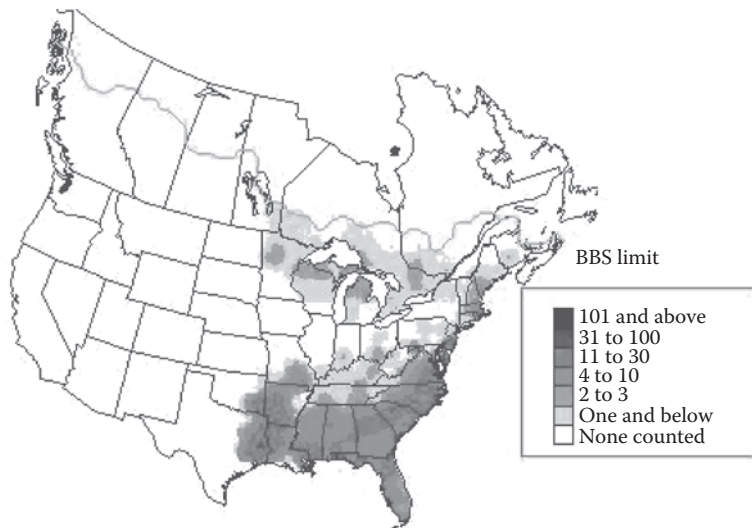 BBS limit
101 and above
31 to 100
11 to 30
4 to 10
2 to 3
One and below
None counted